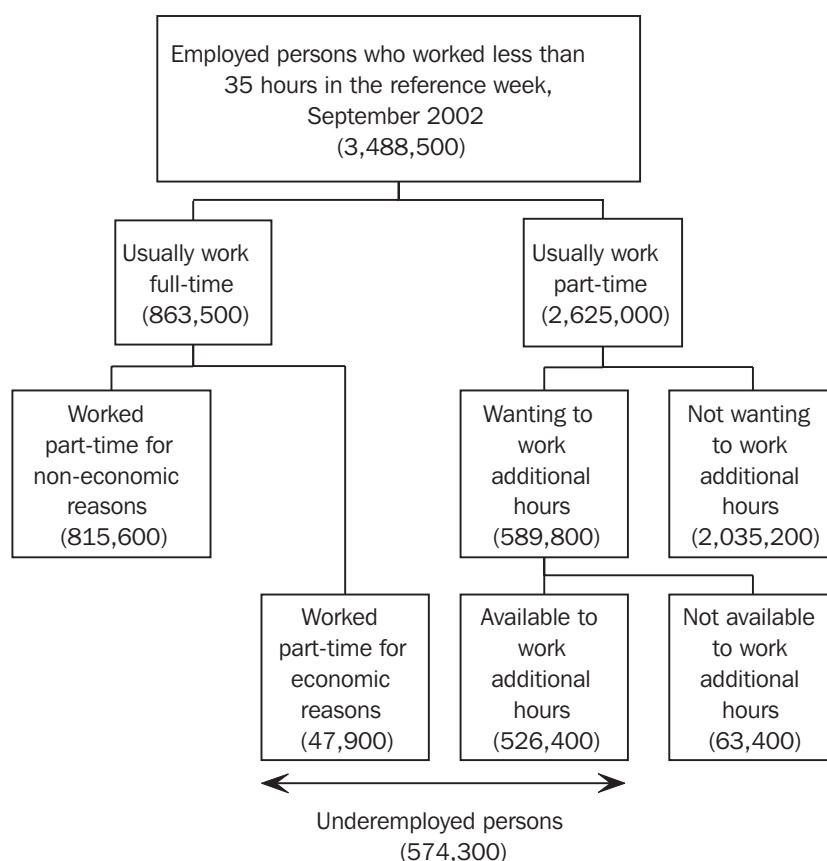 Employed persons who worked less than
35 hours in the reference week,
September 2002
(3,488,500)
Usually work
full-time
(863,500)
Usually work
part-time
(2,625,000)
Worked
part-time for
non-economic
reasons
(815,600)
Wanting to
work
additional
hours
(589,800)
Not wanting
to work
additional
hours
(2,035,200)
Worked
part-time for
economic
reasons
(47,900)
Available to
work
additional
hours
(526,400)
Not available
to work
additional
hours
(63,400)
Underemployed persons
(574,300)